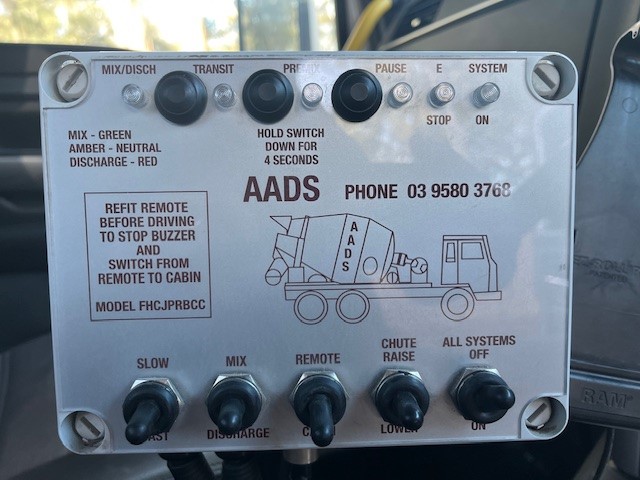 MIX/DISCH TRANSIT PREMIX PAUSE E SYSTEM
STOP ON
MIX - GREEN
AMBER - NEUTRAL
DISCHARGE - RED
HOLD SWITCH
DOWN FOR
4 SECONDS
AADS PHONE 03 9580 3768
REFIT REMOTE
BEFORE DRIVING
TO STOP BUZZER
AND
SWITCH FROM
REMOTE TO CABIN
MODEL FHCJPRBCC
AADS
SLOW MIX REMOTE CHUTE RAISE ALL SYSTEMS OFF
FAST DISCHARGE LOWER ON
RAM